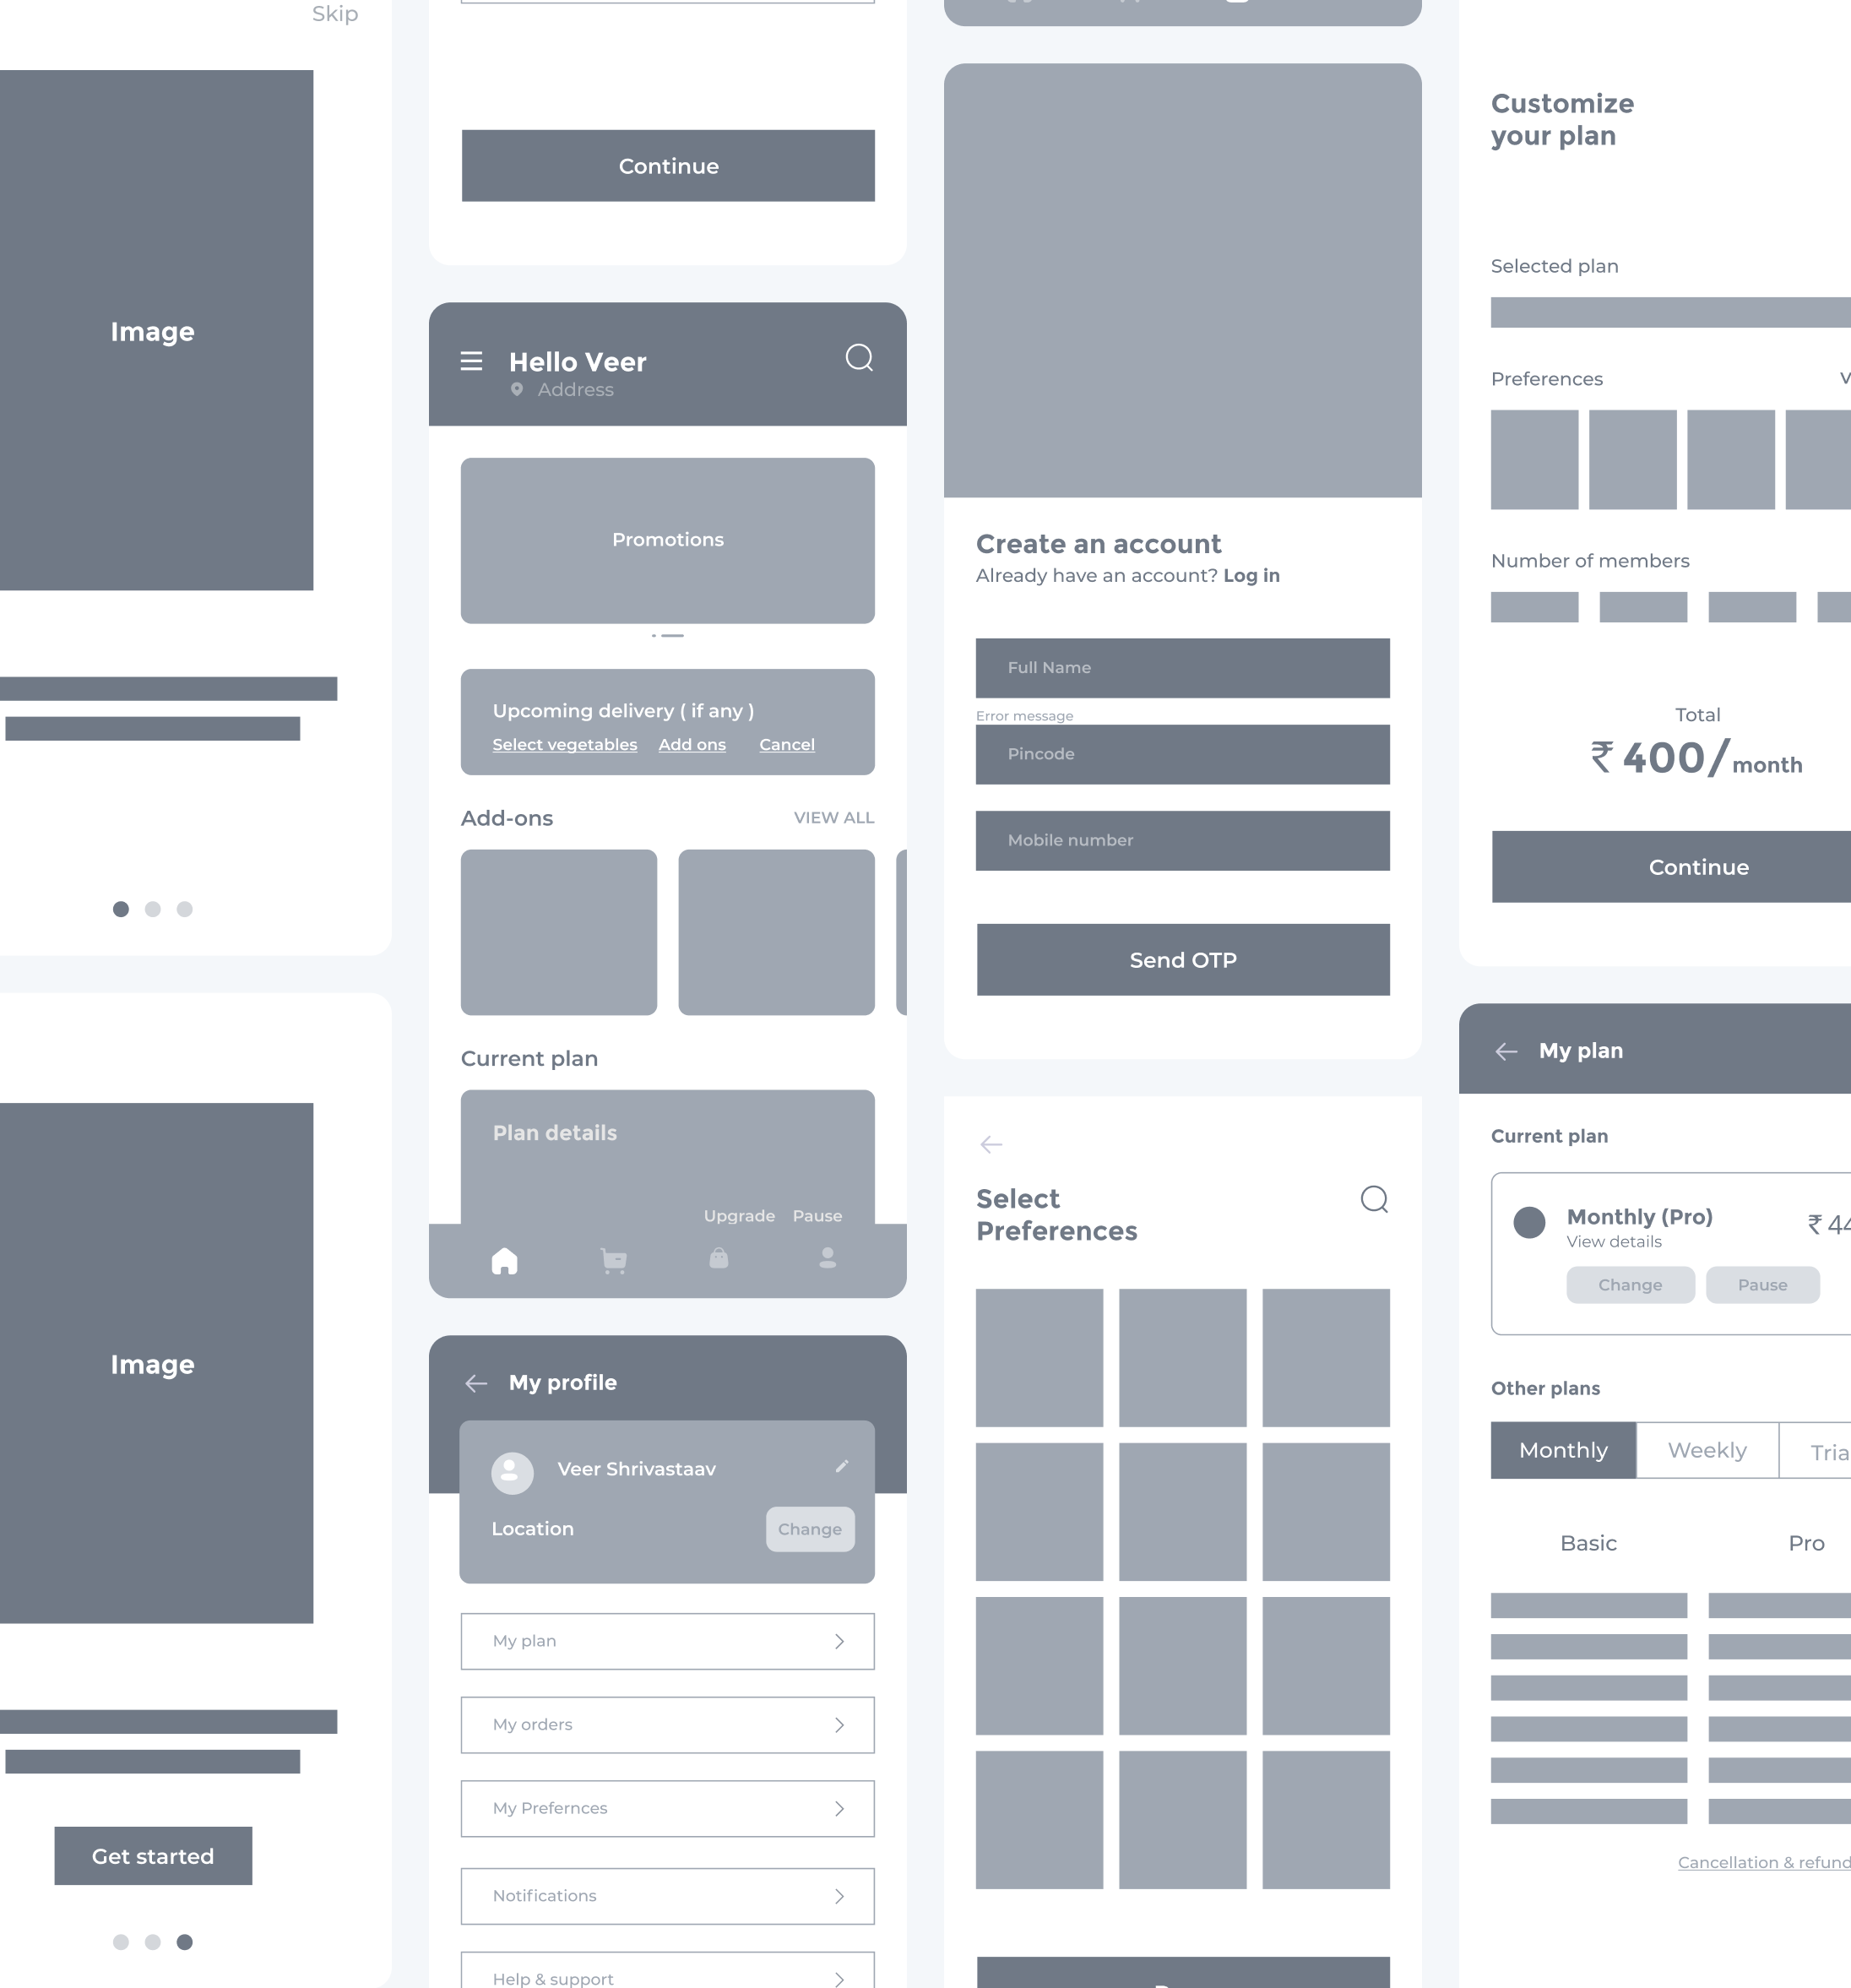 Skip
Image
Image
Get started
Continue
Hello Veer
Address
Promotions
Upcoming delivery ( if any )
Select vegetables Add ons Cancel
Add-ons VIEW ALL
Current plan
Plan details
Upgrade Pause
My profile
Veer Shrivastaav
Location Change
My plan
My orders
My Prefernces
Notifications
Help & support
Create an account
Already have an account? Log in
Full Name
Error message
Pincode
Mobile number
Send OTP
Select
Preferences
Customize
your plan
Selected plan
Preferences
Number of members
Total
₹ 400/month
Continue
My plan
Current plan
Monthly (Pro) ₹ 44
View details
Change Pause
Other plans
Monthly Weekly Tria
Basic Pro
Cancellation & refund